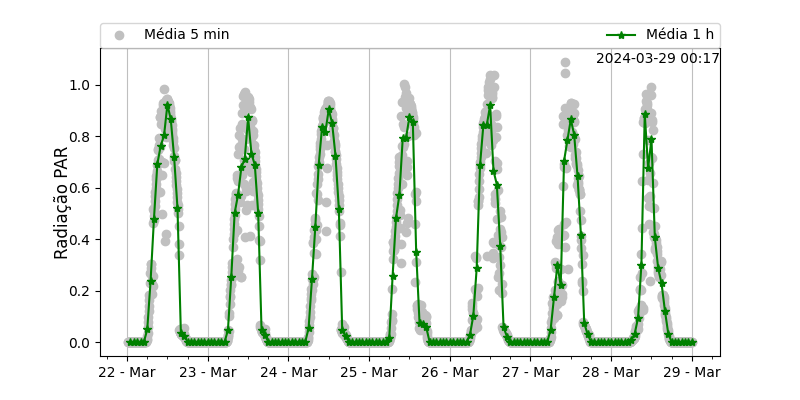 Média 5 min
Média 1 h
2024-03-29 00:17
Radiação PAR
1.0
0.8
0.6
0.4
0.2
0.0
22 - Mar
23 - Mar
24 - Mar
25 - Mar
26 - Mar
27 - Mar
28 - Mar
29 - Mar